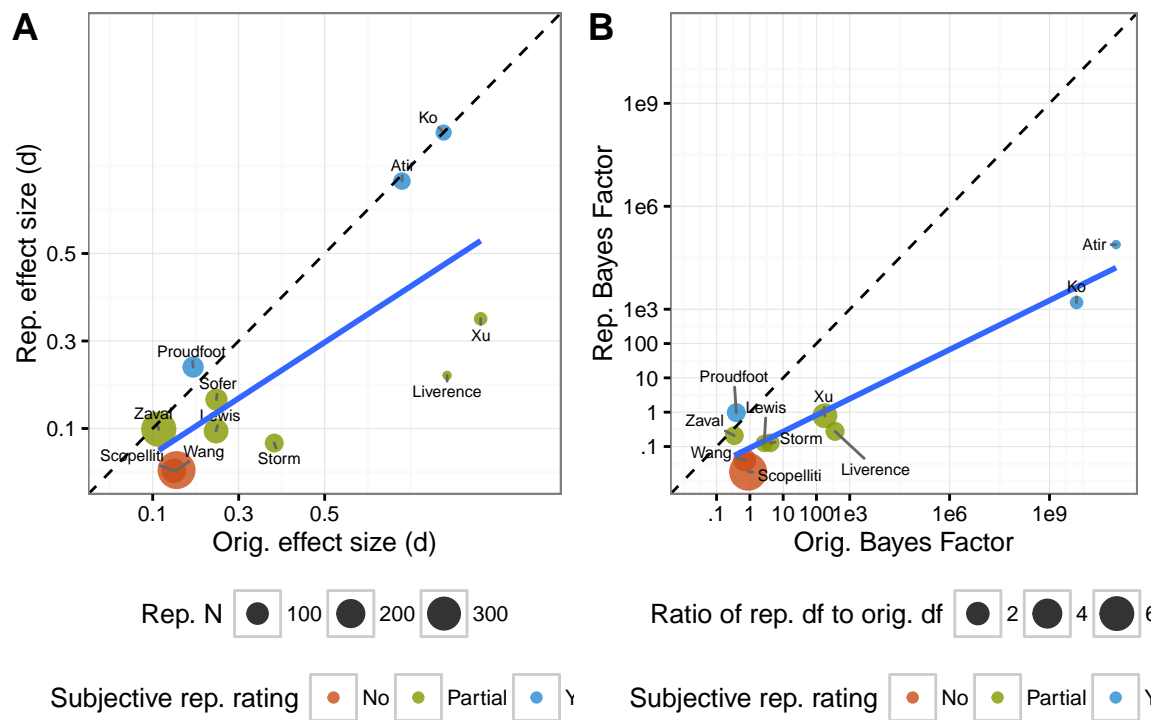 A
Rep. effect size (d)
0.5
0.3
0.1
Ko
Atir
Xu
Liverence
Proudfoot
Sofer
Zaval
Lewis
Scopelliti
Wang
Storm
0.1
0.3
0.5
Orig. effect size (d)
Rep. N
100
200
300
Subjective rep. rating
No
Partial
Y
B
Rep. Bayes Factor
1e9
1e6
1e3
100
10
1
.1
Atir
Ko
Proudfoot
Xu
Lewis
Zaval
Storm
Wang
Liverence
Scopelliti
.1
1
10
100
1e3
1e6
1e9
Orig. Bayes Factor
Ratio of rep. df to orig. df
2
4
6
Subjective rep. rating
No
Partial
Y